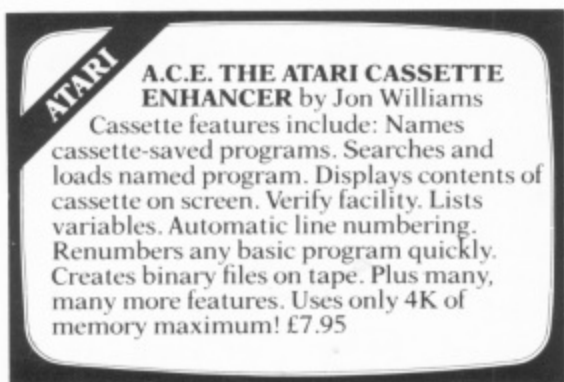 ATARI
A.C.E. THE ATARI CASSETTE
ENHANCER by Jon Williams
Cassette features include: Names
cassette-saved programs. Searches and
loads named program. Displays contents of
cassette on screen. Verify facility. Lists
variables. Automatic line numbering.
Renumbers any basic program quickly.
Creates binary files on tape. Plus many,
many more features. Uses only 4K of
memory maximum! £7.95